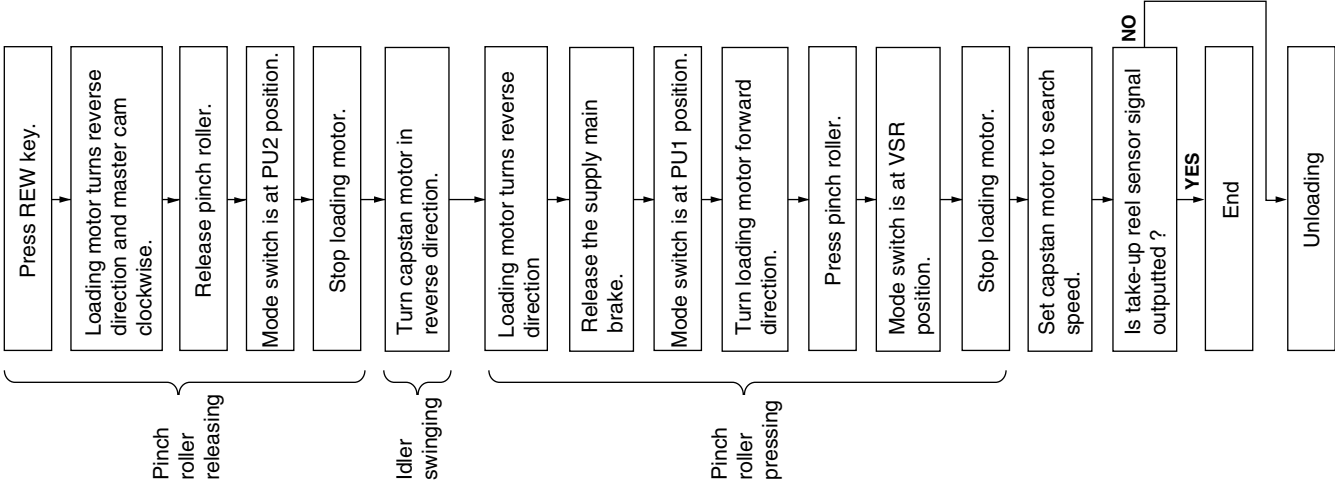 Press REW key.
Loading motor turns reverse
direction and master cam
clockwise.
Release pinch roller.
Mode switch is at PU2 position.
Stop loading motor.
Pinch
roller
releasing
Turn capstan motor in
reverse direction.
Idler
swinging
Loading motor turns reverse
direction
Release the supply main
brake.
Mode switch is at PU1 position.
Turn loading motor forward
direction.
Press pinch roller.
Mode switch is at VSR
position.
Stop loading motor.
Pinch
roller
pressing
Set capstan motor to search
speed.
Is take-up reel sensor signal
outputted ?
NO
YES
End
Unloading